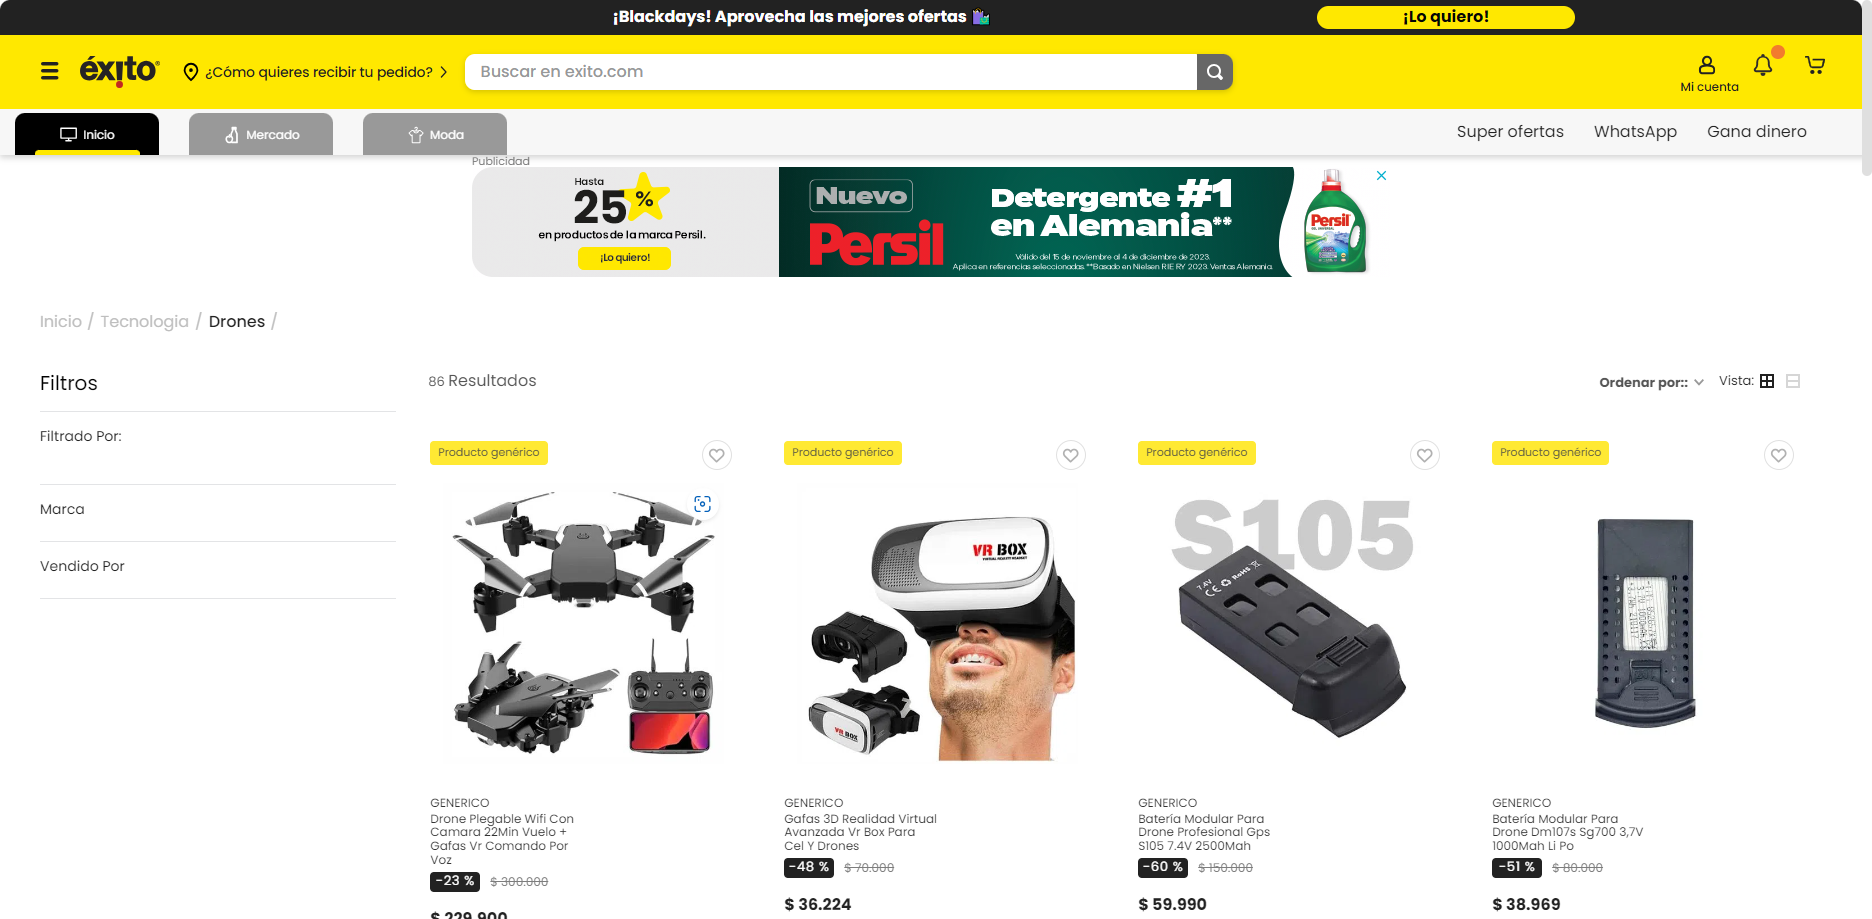 ¡Blackdays! Aprovecha las mejores ofertas
¡Lo quiero!
éxito
¿Cómo quieres recibir tu pedido?
Buscar en exito.com
Mi cuenta
Inicio
Mercado
Moda
Super ofertas
WhatsApp
Gana dinero
Publicidad
Hasta
25%
en productos de la marca Persil.
¡Lo quiero!
Nuevo
Persil
Detergente #1
en Alemania**
Válido del 15 de noviembre al 4 de diciembre de 2023.
Aplica en referencias seleccionadas. **Basado en Nielsen RIE RY 2023. Ventas Alemania.
Persil
Inicio / Tecnologia / Drones /
Filtros
Filtrado Por:
Marca
Vendido Por
86 Resultados
Ordenar por::
Vista:
Producto genérico
GENERICO
Drone Plegable Wifi Con
Camara 22Min Vuelo +
Gafas Vr Comando Por
Voz
-23 % $ 300.000
$ 229.900
Producto genérico
VR BOX
VR BOX
GENERICO
Gafas 3D Realidad Virtual
Avanzada Vr Box Para
Cel Y Drones
-48 % $ 70.000
$ 36.224
Producto genérico
S105
7.4V
CE RoHS
GENERICO
Batería Modular Para
Drone Profesional Gps
S105 7.4V 2500Mah
-60 % $ 150.000
$ 59.990
Producto genérico
GENERICO
Batería Modular Para
Drone Dm107s Sg700 3,7V
1000Mah Li Po
-51 % $ 80.000
$ 38.969